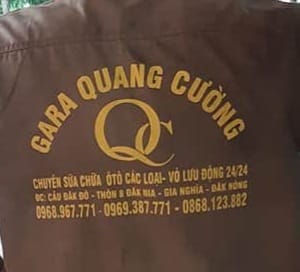 GARA QUANG CƯỜNG
QC
CHUYÊN SỬA CHỮA ÔTÔ CÁC LOẠI - VỎ LƯU ĐỘNG 24/24
ĐC: CẦU ĐĂK ĐÔ - THÔN 8 ĐĂK NIA - GIA NGHĨA - ĐĂK NÔNG
0968.967.771 - 0969.387.771 - 0868.123.882